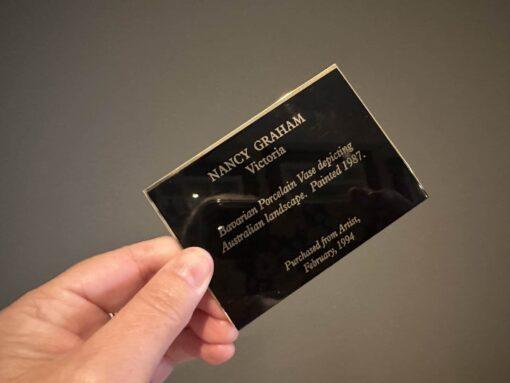 NANCY GRAHAM
Victoria
Bavarian Porcelain Vase depicting
Australian landscape. Painted 1987.
Purchased from Artist,
February, 1994